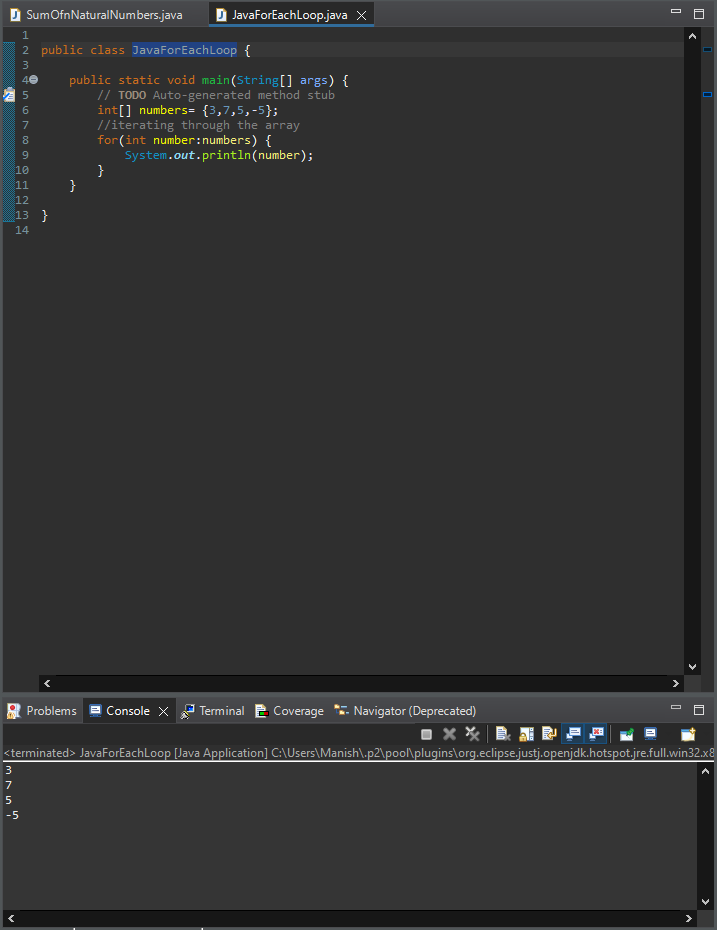 SumOfnNaturalNumbers.java JavaForEachLoop.java
1
2 public class JavaForEachLoop {
3
4 public static void main(String[] args) {
5 // TODO Auto-generated method stub
6 int[] numbers= {3,7,5,-5};
7 //iterating through the array
8 for(int number:numbers) {
9 System.out.println(number);
10 }
11 }
12
13 }
14
Problems Console Terminal Coverage Navigator (Deprecated)
<terminated> JavaForEachLoop [Java Application] C:\Users\Manish\.p2\pool\plugins\org.eclipse.justj.openjdk.hotspot.jre.full.win32.x8
3
7
5
-5